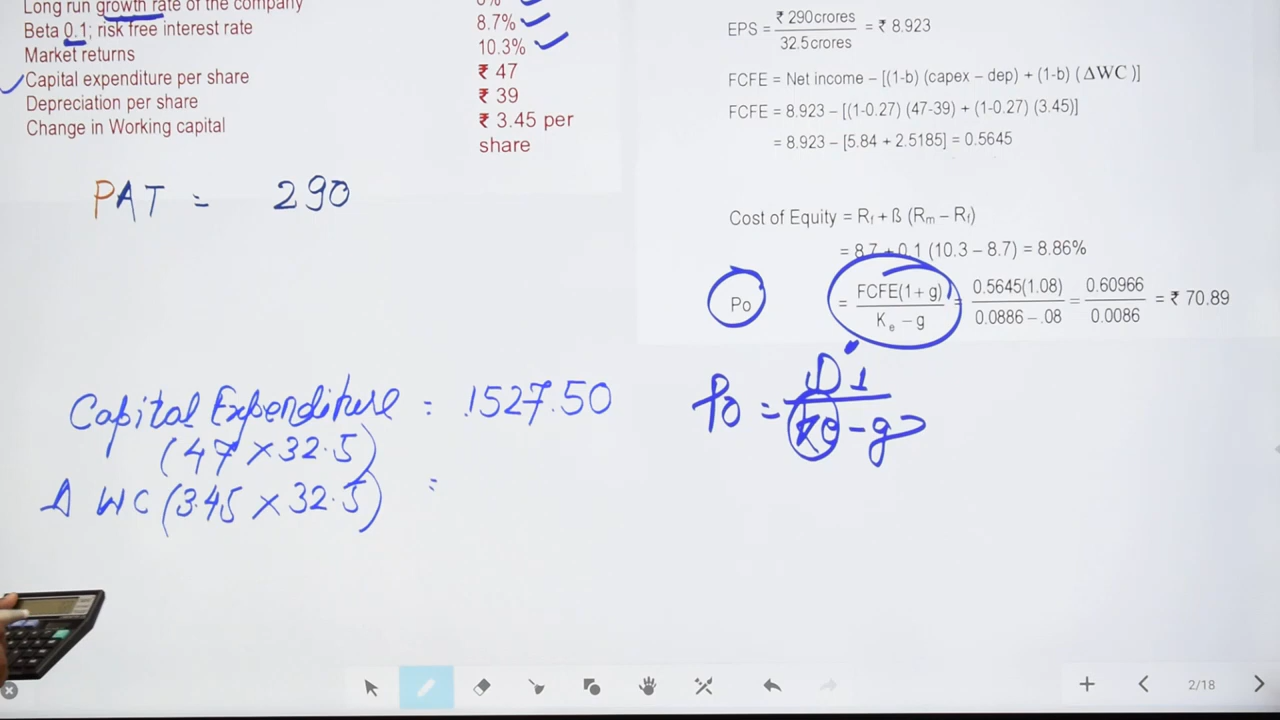 Long run growth rate of the company
Beta 0.1; risk free interest rate 8.7%
Market returns 10.3%
Capital expenditure per share ₹ 47
Depreciation per share ₹ 39
Change in Working capital ₹ 3.45 per
share
PAT = 290
Capital Expenditure = 1527.50
(47 × 32.5)
Δ WC (3.45 × 32.5) =
EPS = ₹ 290crores / 32.5crores = ₹ 8.923
FCFE = Net income – [(1-b) (capex – dep) + (1-b) (ΔWC )]
FCFE = 8.923 – [(1-0.27) (47-39) + (1-0.27) (3.45)]
= 8.923 – [5.84 + 2.5185] = 0.5645
Cost of Equity = Rf + ß (Rm – Rf)
= 8.7 + 0.1 (10.3 – 8.7) = 8.86%
Po = FCFE(1+ g) / Ke – g = 0.5645(1.08) / 0.0886 – .08 = 0.60966 / 0.0086 = ₹ 70.89
P0 = D1 / Ke - g
2/18